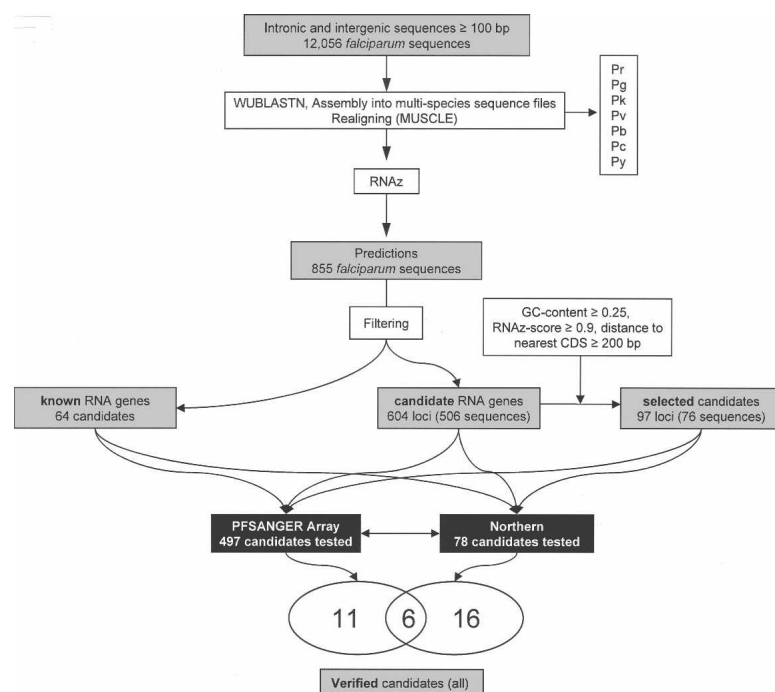 Intronic and intergenic sequences ≥ 100 bp
12,056 falciparum sequences
WUBLASTN, Assembly into multi-species sequence files
Realigning (MUSCLE)
Pr
Pg
Pk
Pv
Pb
Pc
Py
RNAz
Predictions
855 falciparum sequences
Filtering
GC-content ≥ 0.25,
RNAz-score ≥ 0.9, distance to
nearest CDS ≥ 200 bp
known RNA genes
64 candidates
candidate RNA genes
604 loci (506 sequences)
selected candidates
97 loci (76 sequences)
PFSANGER Array
497 candidates tested
Northern
78 candidates tested
11
6
16
Verified candidates (all)